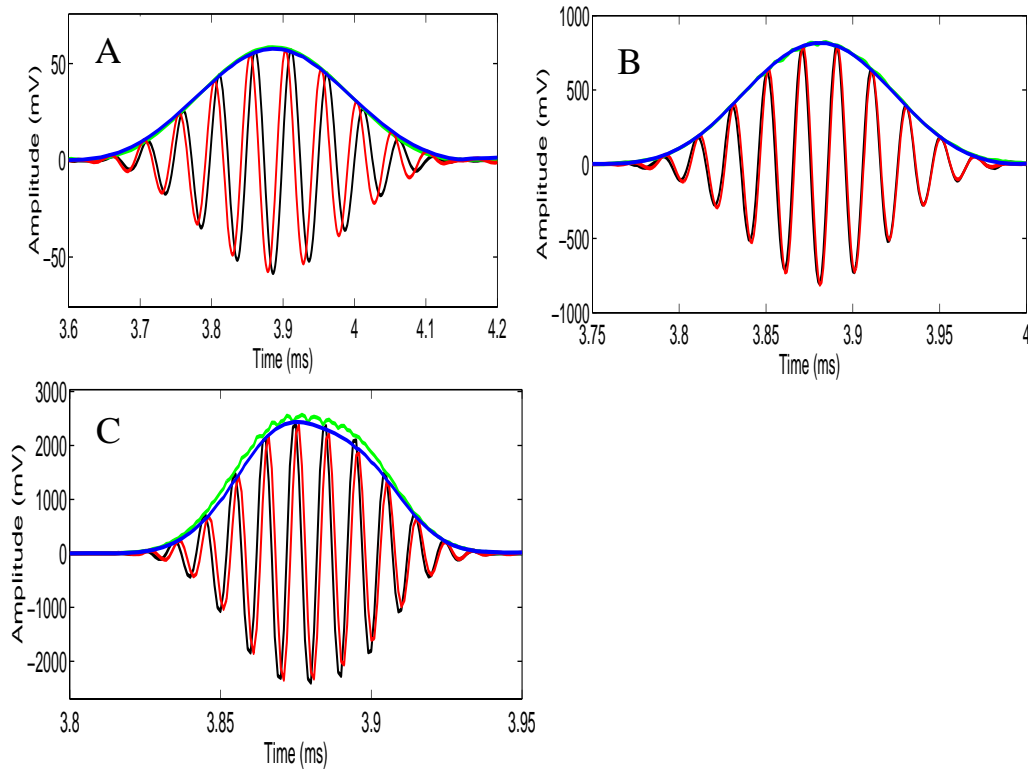 A
Amplitude (mV)
50
0
−50
3.6 3.7 3.8 3.9 4 4.1 4.2
Time (ms)
B
Amplitude (mV)
1000
500
0
−500
−1000
3.75 3.8 3.85 3.9 3.95 4
Time (ms)
C
Amplitude (mV)
3000
2000
1000
0
−1000
−2000
3.8 3.85 3.9 3.95
Time (ms)